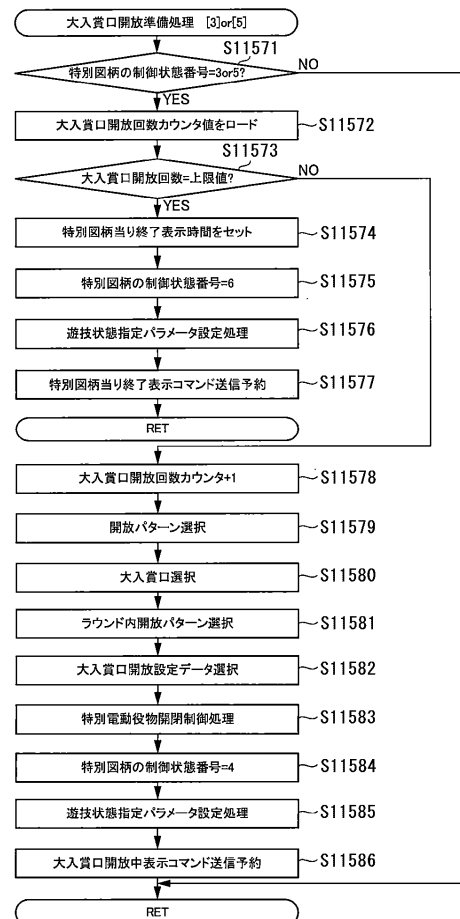 大入賞口開放準備処理 [3]or[5]
S11571
特別図柄の制御状態番号=3or5?
NO
YES
大入賞口開放回数カウンタ値をロード
S11572
S11573
大入賞口開放回数=上限値?
NO
YES
特別図柄当り終了表示時間をセット
S11574
特別図柄の制御状態番号=6
S11575
遊技状態指定パラメータ設定処理
S11576
特別図柄当り終了表示コマンド送信予約
S11577
RET
大入賞口開放回数カウンタ+1
S11578
開放パターン選択
S11579
大入賞口選択
S11580
ラウンド内開放パターン選択
S11581
大入賞口開放設定データ選択
S11582
特別電動役物開閉制御処理
S11583
特別図柄の制御状態番号=4
S11584
遊技状態指定パラメータ設定処理
S11585
大入賞口開放中表示コマンド送信予約
S11586
RET